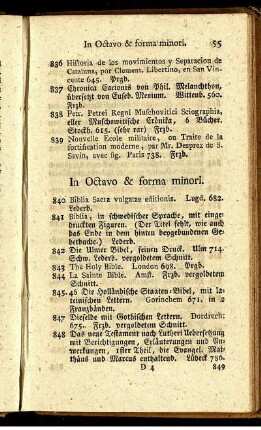 In Octavo & forma minori. 55
836 Historia de los movimientos y Separacion de
Cataluna, por Clement. Libertino, en San Vin-
cente 645. Prgb.
837 Chronica Carionis von Phil. Melanchthon,
übersetzt von Euseb. Menium. Wittenb. 560.
Frzb.
838 Petr. Petrei Regni Muschovitici Sciographia,
eller Muschowitiske Crönika, 6 Bücher.
Stockh. 615. (sehr rar) Frzb.
839 Nouvelle Ecole militaire, ou Traite de la
fortification moderne, par Mr. Desprez de S.
Savin, avec fig. Paris 738. Frzb.
In Octavo & forma minori.
840 Biblia Sacra vulgatae editionis. Lugd. 682.
Lederb.
841 Biblia, in schwedischer Sprache, mit einge-
druckten Figuren. (Der Titel fehlt, wie auch
das Ende in dem hinten beygebundenen Ge-
betbuche.) Lederb.
842 Die Ulmer Bibel, feinen Druck. Ulm 714.
Schw. Lederb. vergoldetem Schnitt.
843 The Holy Bible. London 698. Prgb.
844 La Sainte Bible. Amst. Frzb. vergoldetem
Schnitt.
845. 46 Die Holländische Staaten-Bibel, mit la-
teinischen Lettern. Gorinchem 671. in 2
Franzbänden.
847 Dieselbe mit Gothischen Lettern. Dordrecht
675. Frzb. vergoldetem Schnitt.
848 Das neue Testament nach Lutheri Uebersetzung
mit Berichtigungen, Erläuterungen und An-
merkungen, 1ster Theil, die Evangel. Mat-
thäus und Marcus enthaltend. Lübeck 780.
D 4 849